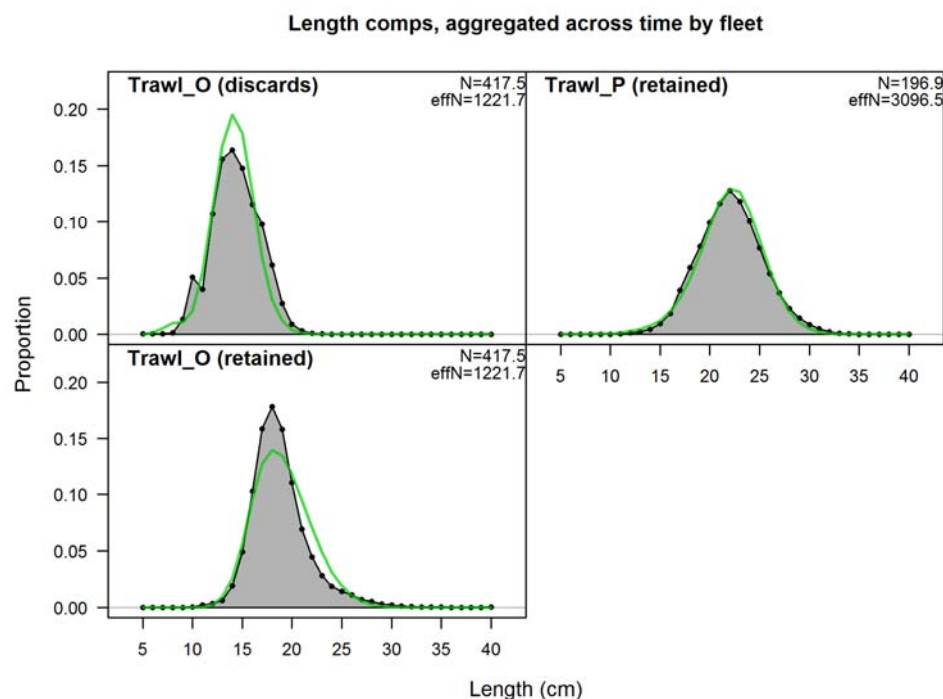 Length comps, aggregated across time by fleet
Trawl_O (discards)
N=417.5
effN=1221.7
0.20
0.15
0.10
0.05
0.00
Trawl_P (retained)
N=196.9
effN=3096.5
5 10 15 20 25 30 35 40
Proportion
Trawl_O (retained)
N=417.5
effN=1221.7
0.20
0.15
0.10
0.05
0.00
5 10 15 20 25 30 35 40
Length (cm)